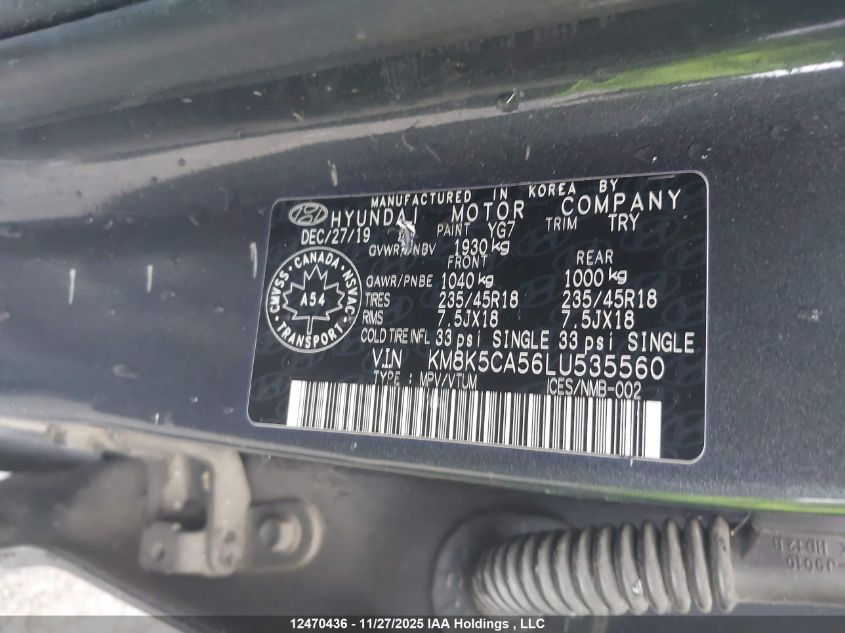 MANUFACTURED IN KOREA BY
HYUNDAI MOTOR COMPANY
DEC/27/19 PAINT YG7 TRIM TRY
GVWR/PNBV 1930 kg
FRONT REAR
GAWR/PNBE 1040 kg 1000 kg
TIRES 235/45R18 235/45R18
RIMS 7.5JX18 7.5JX18
COLD TIRE INFL 33 psi SINGLE 33 psi SINGLE
VIN KM8K5CA56LU535560
TYPE : MPV/VTUM ICES/NMB-002
CMVSS • CANADA • NSVAC
A54
TRANSPORT
HD12B
12470436 - 11/27/2025 IAA Holdings, LLC